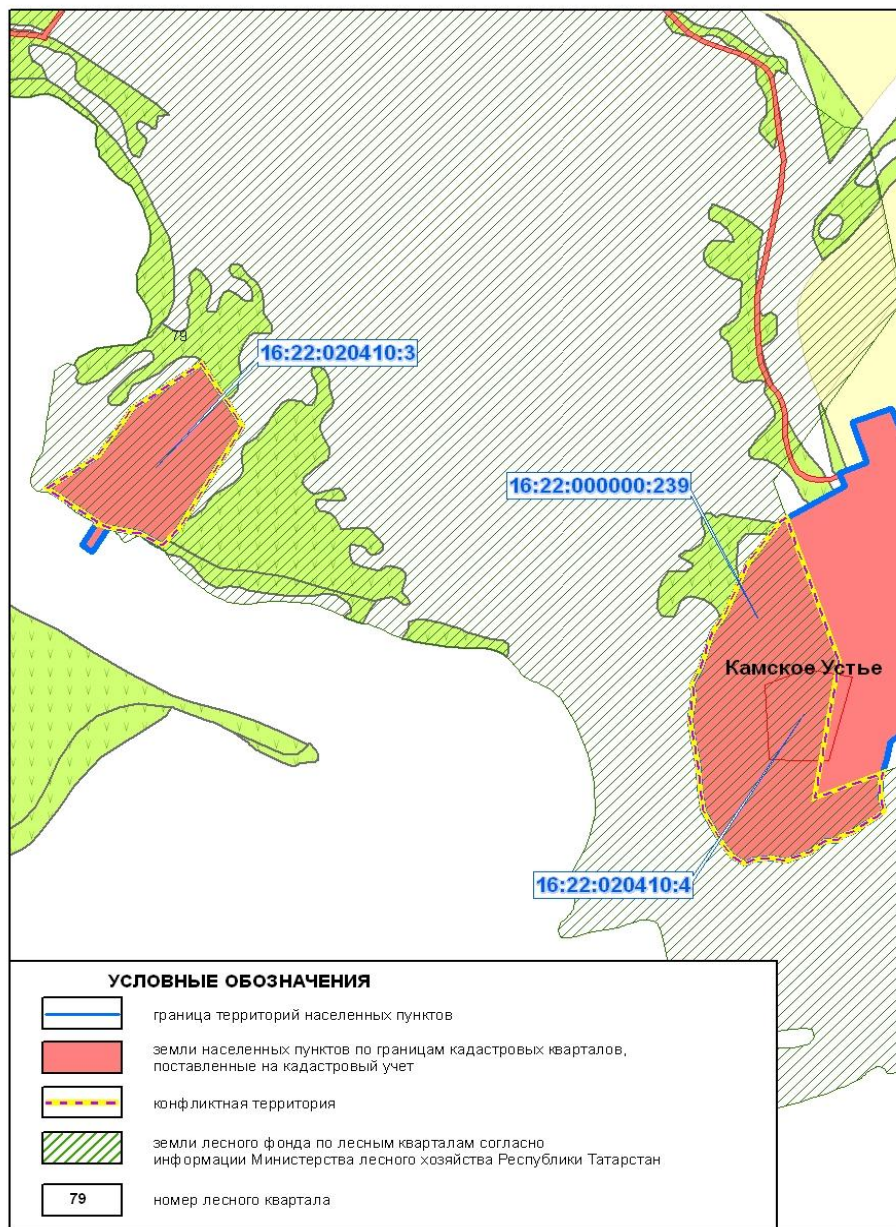 79
16:22:020410:3
16:22:000000:239
Камское Устье
16:22:020410:4
УСЛОВНЫЕ ОБОЗНАЧЕНИЯ
граница территорий населенных пунктов
земли населенных пунктов по границам кадастровых кварталов,
поставленные на кадастровый учет
конфликтная территория
земли лесного фонда по лесным кварталам согласно
информации Министерства лесного хозяйства Республики Татарстан
79
номер лесного квартала